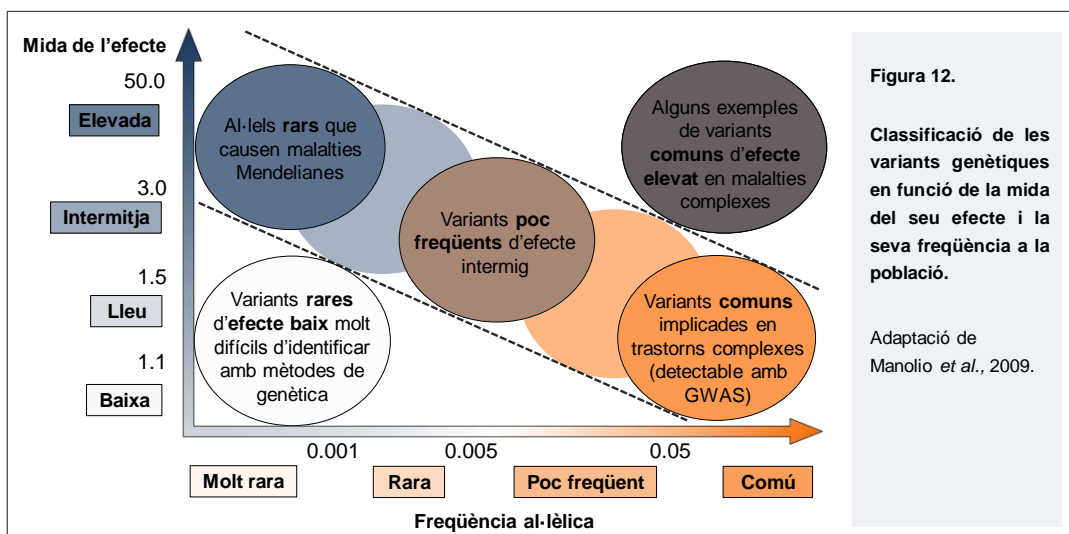 Mida de l'efecte
50.0
Elevada
3.0
Intermitja
1.5
Lleu
1.1
Baixa
Al·lels rars que
causen malalties
Mendelianes
Variants poc
freqüents d'efecte
intermig
Alguns exemples
de variants
comuns d'efecte
elevat en malalties
complexes
Variants rares
d'efecte baix molt
difícils d'identificar
amb mètodes de
genètica
Variants comuns
implicades en
trastorns complexes
(detectable amb
GWAS)
0.001
0.005
0.05
Molt rara
Rara
Poc freqüent
Comú
Freqüència al·lèlica
Figura 12.
Classificació de les
variants genètiques
en funció de la mida
del seu efecte i la
seva freqüència a la
població.
Adaptació de
Manolio et al., 2009.